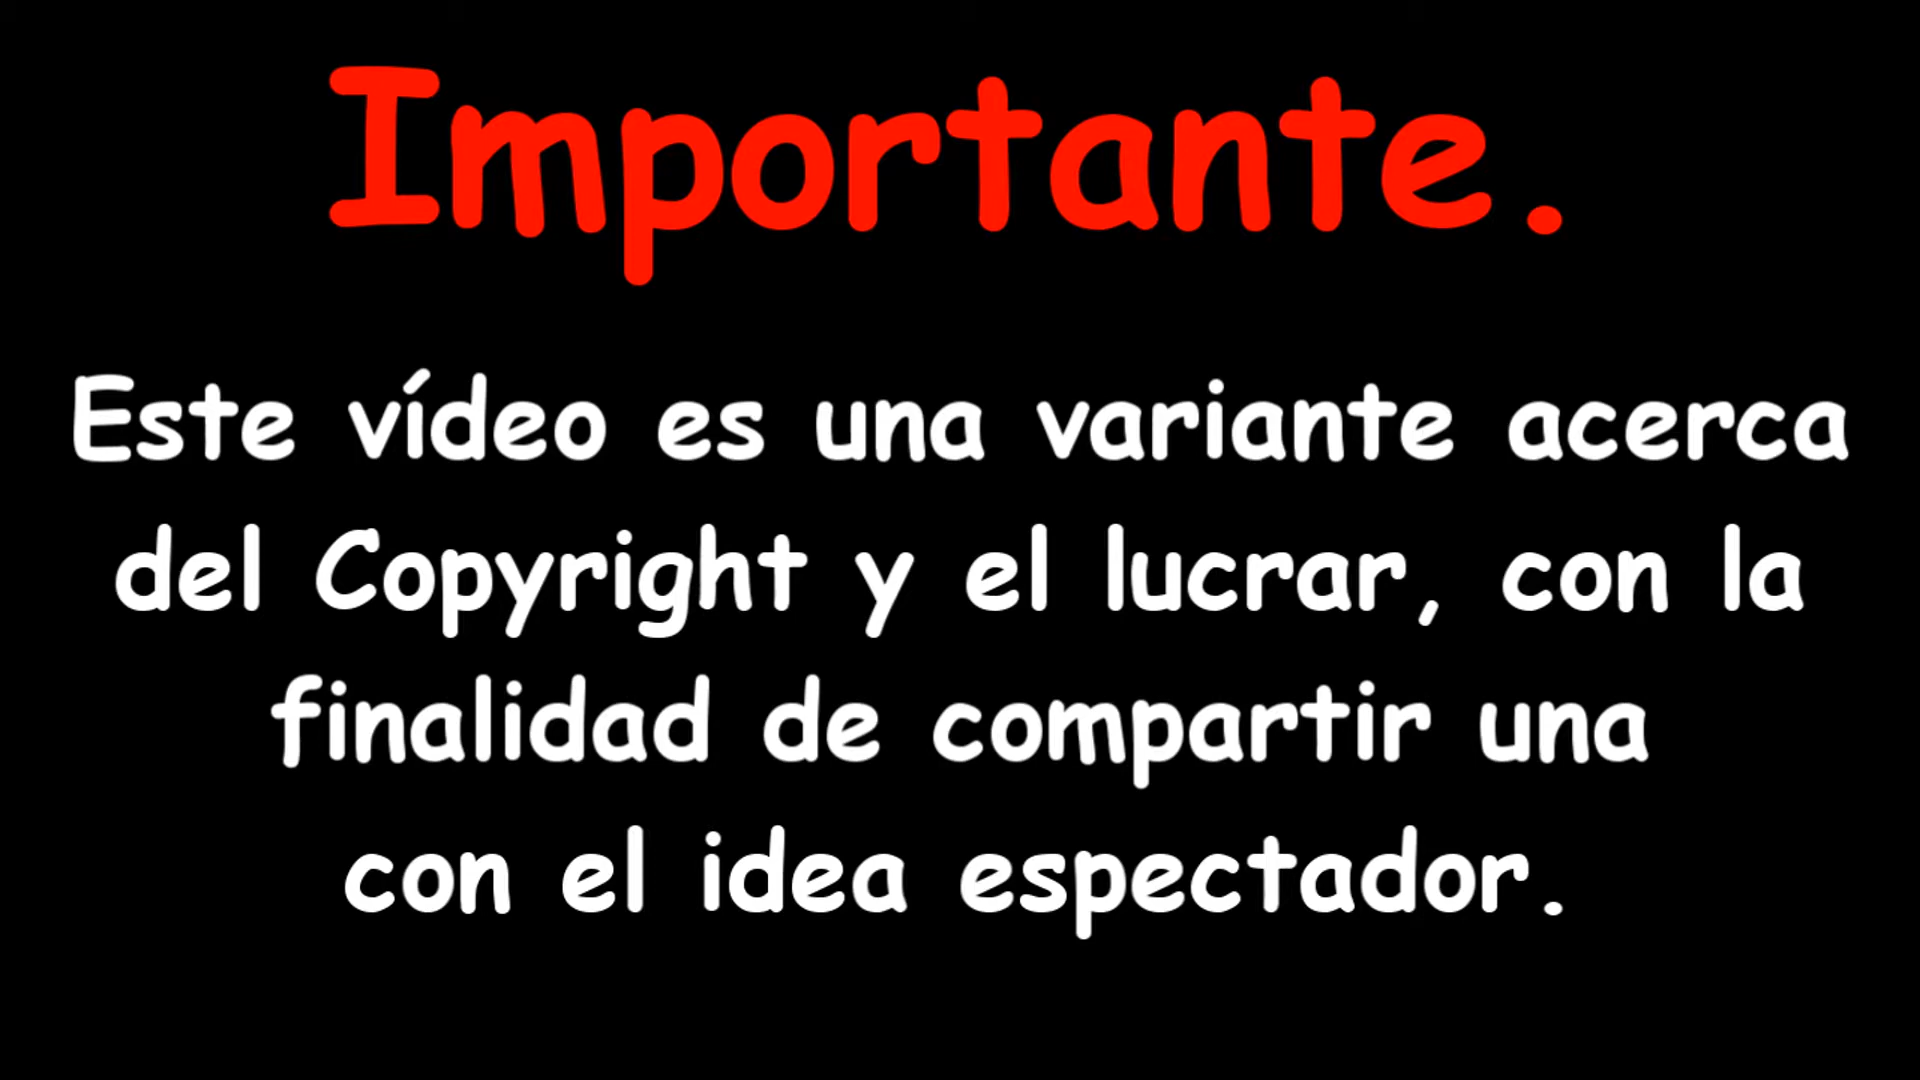 Importante.
Este vídeo es una variante acerca
del Copyright y el lucrar, con la
finalidad de compartir una
con el idea espectador.